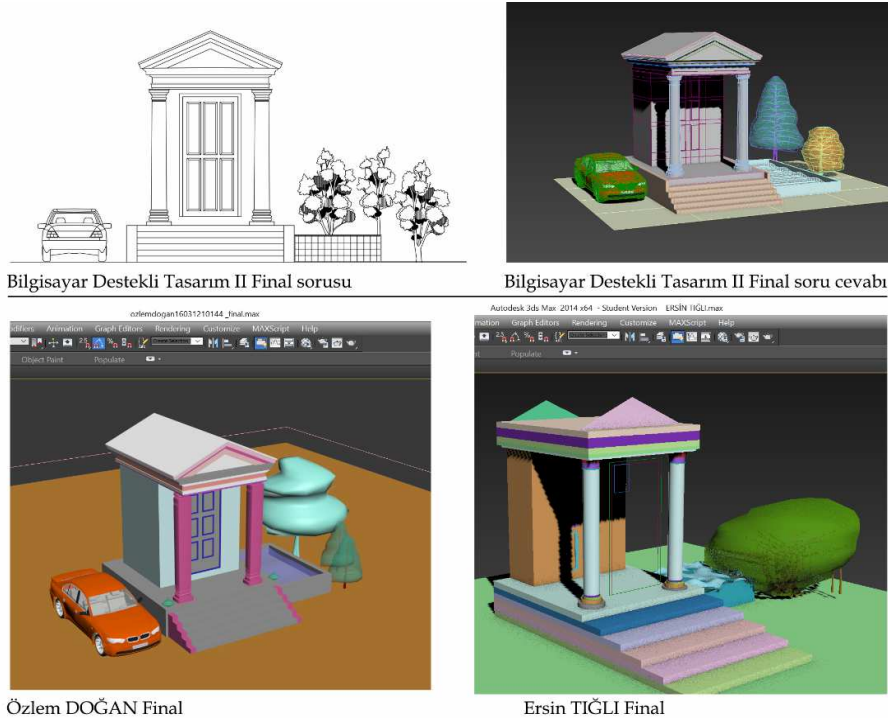 Bilgisayar Destekli Tasarım II Final sorusu
Bilgisayar Destekli Tasarım II Final soru cevabı
ozlemdogan16031210144 _final.max
Animation Graph Editors Rendering Customize MAXScript Help
Object Paint Populate
Özlem DOĞAN Final
Autodesk 3ds Max 2014 x64 - Student Version ERSİN TIĞLI.max
Graph Editors Rendering Customize MAXScript Help
Populate
Ersin TIĞLI Final